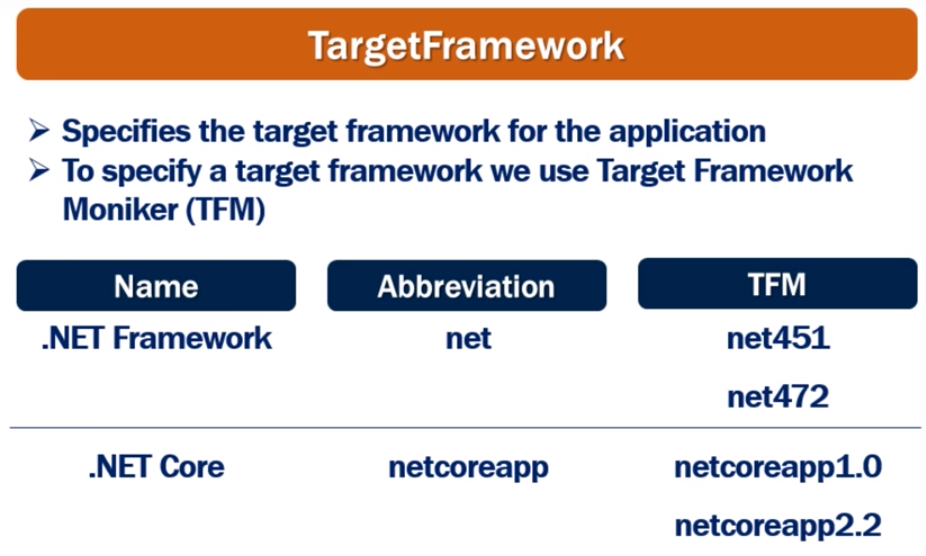 TargetFramework
➢ Specifies the target framework for the application
➢ To specify a target framework we use Target Framework
Moniker (TFM)
Name Abbreviation TFM
.NET Framework net net451
net472
.NET Core netcoreapp netcoreapp1.0
netcoreapp2.2